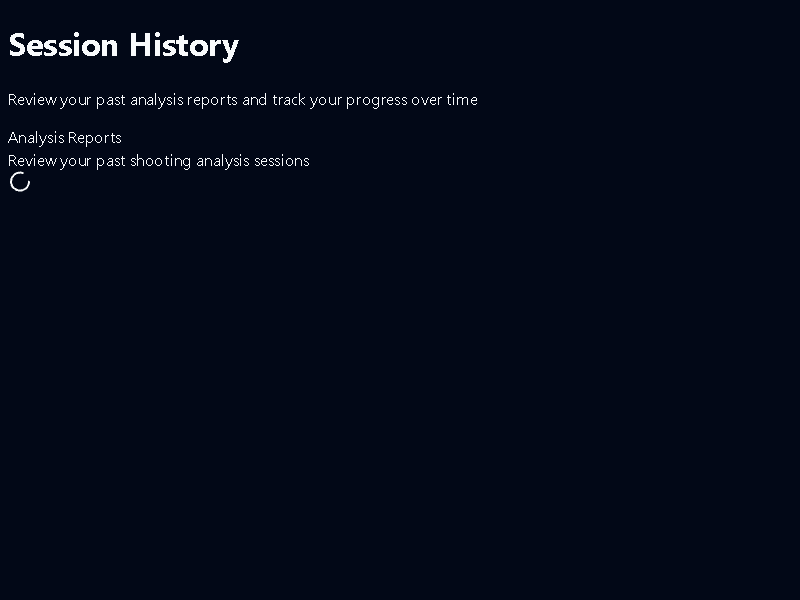 Session History
Review your past analysis reports and track your progress over time
Analysis Reports
Review your past shooting analysis sessions